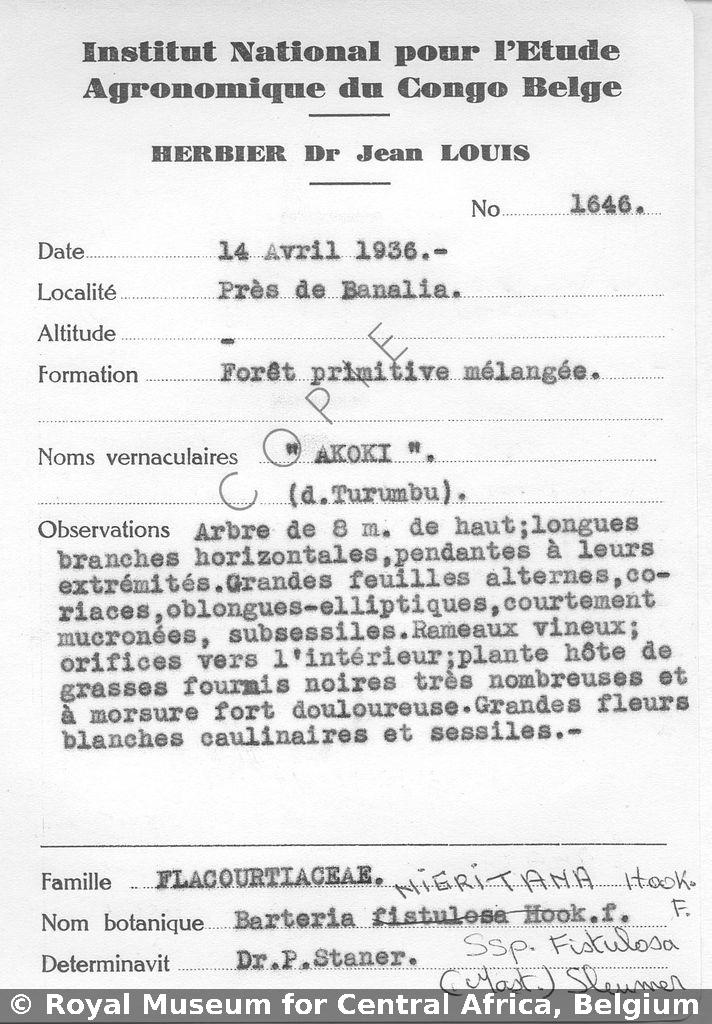 Institut National pour l'Etude
Agronomique du Congo Belge
HERBIER Dr Jean LOUIS
No 1646.
Date 14 Avril 1936.-
Localité Près de Banalia.
Altitude -
Formation Forêt primitive mélangée.
COPIE
Noms vernaculaires " AKOKI ".
(d.Turumbu).
Observations Arbre de 8 m. de haut;longues
branches horizontales,pendantes à leurs
extrémités.Grandes feuilles alternes,co-
riaces,oblongues-elliptiques,courtement
mucronées, subsessiles.Rameaux vineux;
orifices vers l'intérieur;plante hôte de
grasses fourmis noires très nombreuses et
à morsure fort douloureuse.Grandes fleurs
blanches caulinaires et sessiles.-
Famille FLACOURTIACEAE. NIGRITANA Hook.
F.
Nom botanique Barteria fistulosa Hook.f.
Ssp. Fistulosa
Determinavit Dr.P.Staner.
(Mast.) Sleumer
© Royal Museum for Central Africa, Belgium